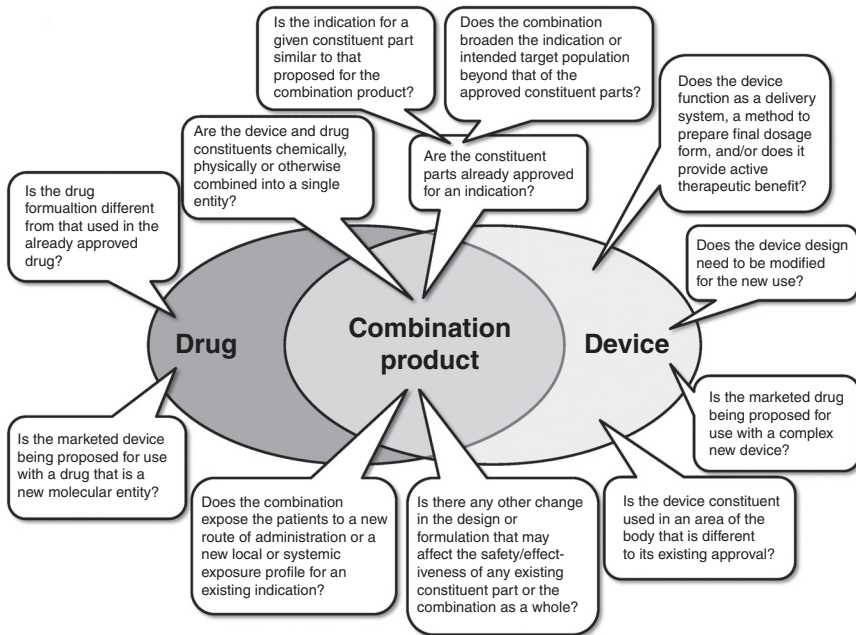 Is the indication for a
given constituent part
similar to that
proposed for the
combination product?
Does the combination
broaden the indication or
intended target population
beyond that of the
approved constituent parts?
Does the device
function as a delivery
system, a method to
prepare final dosage
form, and/or does it
provide active
therapeutic benefit?
Are the device and drug
constituents chemically,
physically or otherwise
combined into a single
entity?
Are the constituent
parts already approved
for an indication?
Is the drug
formualtion different
from that used in the
already approved
drug?
Does the device design
need to be modified
for the new use?
Drug
Combination
product
Device
Is the marketed device
being proposed for use
with a drug that is a
new molecular entity?
Is the marketed drug
being proposed for
use with a complex
new device?
Does the combination
expose the patients to a new
route of administration or a
new local or systemic
exposure profile for an
existing indication?
Is there any other change
in the design or
formulation that may
affect the safety/effect-
iveness of any existing
constituent part or the
combination as a whole?
Is the device constituent
used in an area of the
body that is different
to its existing approval?